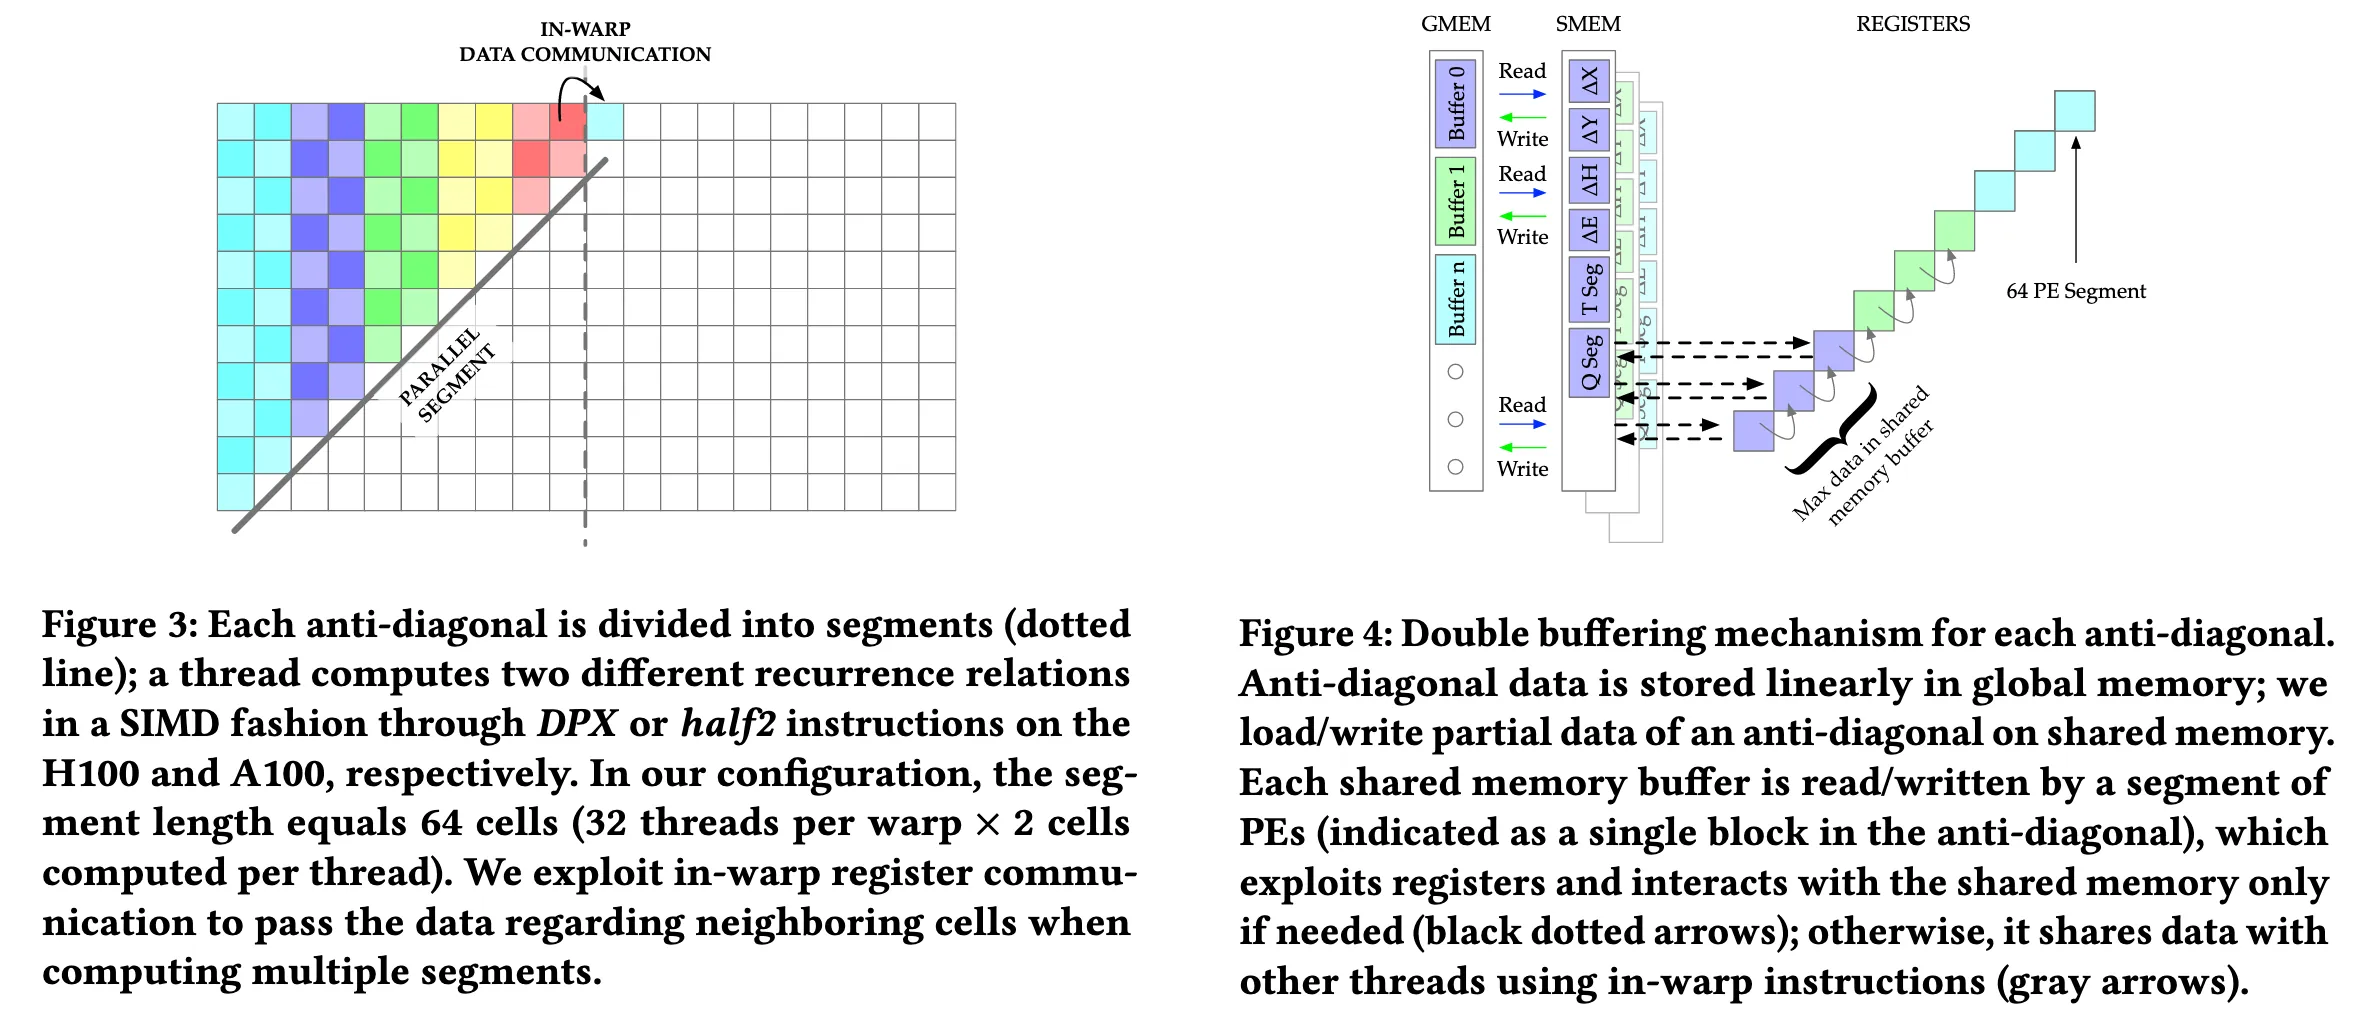 IN-WARP
DATA COMMUNICATION
PARALLEL
SEGMENT
Figure 3: Each anti-diagonal is divided into segments (dotted
line); a thread computes two different recurrence relations
in a SIMD fashion through DPX or half2 instructions on the
H100 and A100, respectively. In our configuration, the seg-
ment length equals 64 cells (32 threads per warp × 2 cells
computed per thread). We exploit in-warp register commu-
nication to pass the data regarding neighboring cells when
computing multiple segments.
GMEM
SMEM
REGISTERS
Buffer 0
Buffer 1
Buffer n
Read
Write
Read
Write
Read
Write
ΔX
ΔY
ΔH
ΔE
T Seg
Q Seg
64 PE Segment
Max data in shared
memory buffer
Figure 4: Double buffering mechanism for each anti-diagonal.
Anti-diagonal data is stored linearly in global memory; we
load/write partial data of an anti-diagonal on shared memory.
Each shared memory buffer is read/written by a segment of
PEs (indicated as a single block in the anti-diagonal), which
exploits registers and interacts with the shared memory only
if needed (black dotted arrows); otherwise, it shares data with
other threads using in-warp instructions (gray arrows).